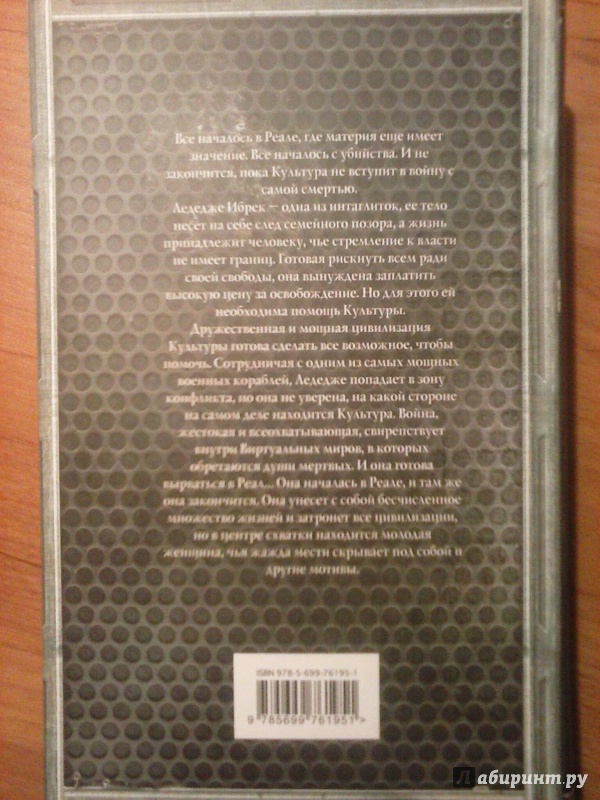 Все началось в Реале, где материя еще имеет
значение. Все началось с убийства. И не
закончится, пока Культура не вступит в войну с
самой смертью.
Леледже Ибрек — одна из интаглиток, ее тело
несет на себе след семейного позора, а жизнь
принадлежит человеку, чье стремление к власти
не имеет границ. Готовая рискнуть всем ради
своей свободы, она вынуждена заплатить
высокую цену за освобождение. Но для этого ей
необходима помощь Культуры.
Дружественная и мощная цивилизация
Культуры готова сделать все возможное, чтобы
помочь. Сотрудничая с одним из самых мощных
военных кораблей, Леледже попадает в зону
конфликта, но она не уверена, на какой стороне
на самом деле находится Культура. Война,
жестокая и всеохватывающая, свирепствует
внутри Виртуальных миров, в которых
обретаются души мертвых. И она готова
вырваться в Реал... Она началась в Реале, и там же
она закончится. Она унесет с собой бесчисленное
множество жизней и затронет все цивилизации,
но в центре схватки находится молодая
женщина, чья жажда мести скрывает под собой и
другие мотивы.
ISBN 978-5-699-76195-1
9 785699 761951 >
Лабиринт.ру